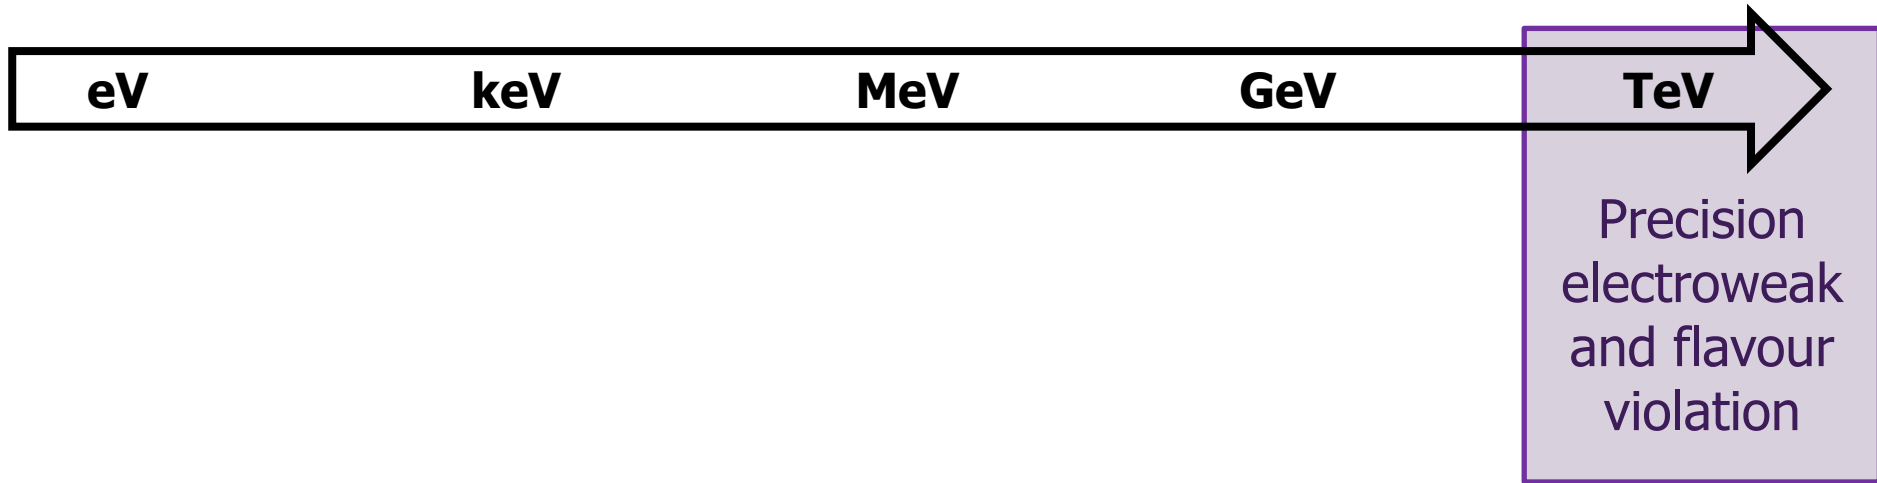 eV keV MeV GeV TeV
Precision
electroweak
and flavour
violation